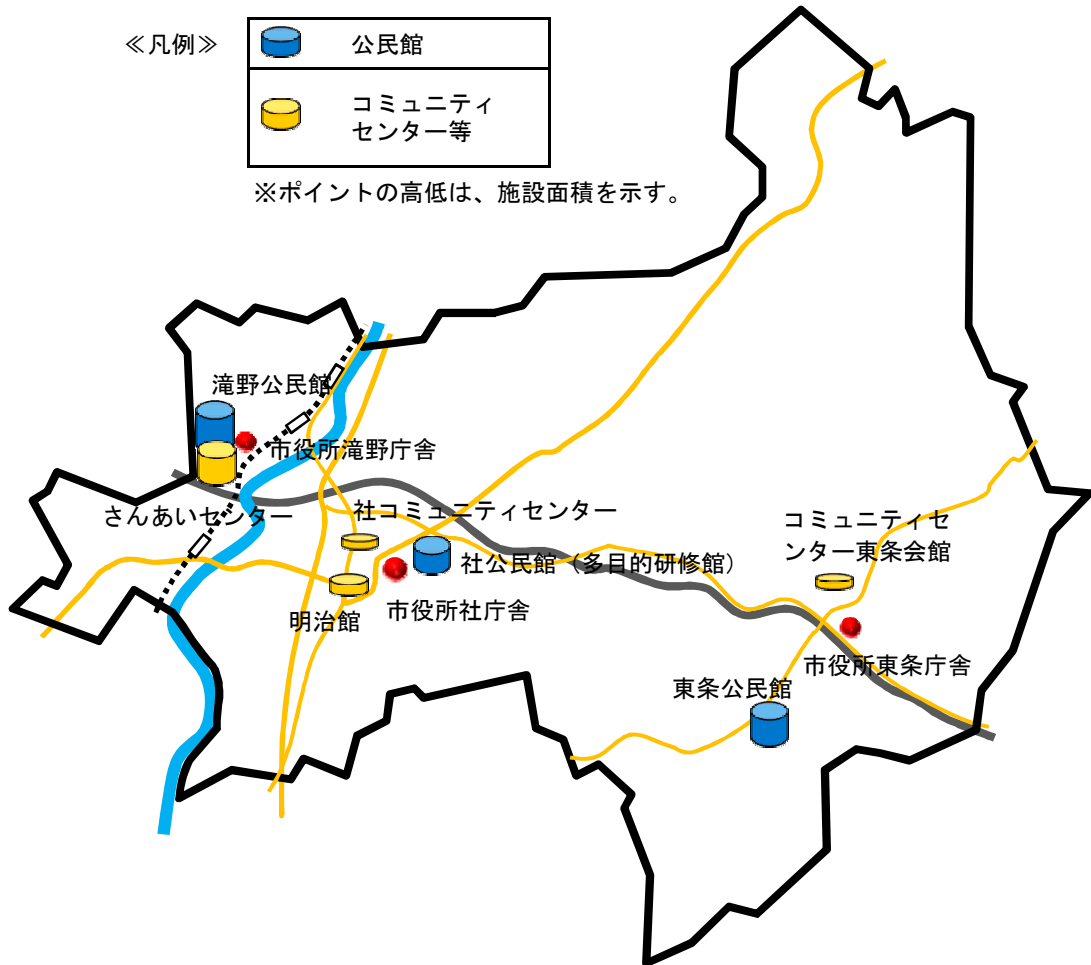 ≪凡例≫
公民館
コミュニティ
センター等
※ポイントの高低は、施設面積を示す。
滝野公民館
市役所滝野庁舎
さんあいセンター
社コミュニティセンター
コミュニティセ
ンター東条会館
社公民館（多目的研修館）
明治館
市役所社庁舎
市役所東条庁舎
東条公民館